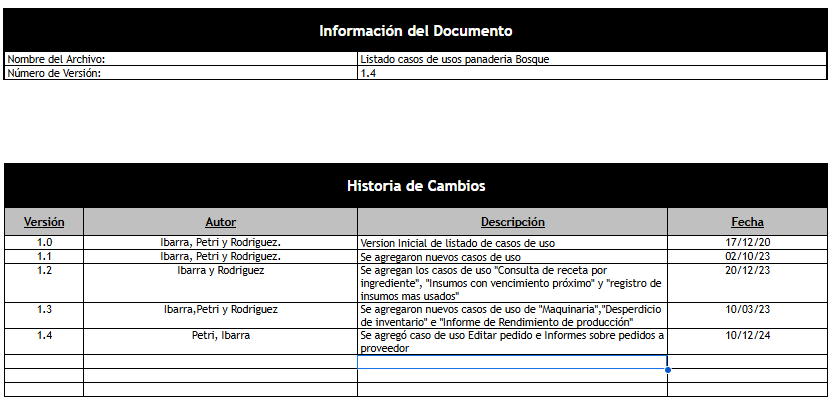 Información del Documento
Nombre del Archivo: Listado casos de usos panaderia Bosque
Número de Versión: 1.4
Historia de Cambios
Versión Autor Descripción Fecha
1.0 Ibarra, Petri y Rodriguez. Version Inicial de listado de casos de uso 17/12/20
1.1 Ibarra, Petri y Rodriguez. Se agregaron nuevos casos de uso 02/10/23
1.2 Ibarra y Rodriguez Se agregan los casos de uso "Consulta de receta por 20/12/23
ingrediente", "Insumos con vencimiento próximo" y "registro de
insumos mas usados"
1.3 Ibarra,Petri y Rodriguez Se agregaron nuevos casos de uso de "Maquinaria","Desperdicio 10/03/23
de inventario" e "Informe de Rendimiento de producción"
1.4 Petri, Ibarra Se agregó caso de uso Editar pedido e Informes sobre pedidos a 10/12/24
proveedor